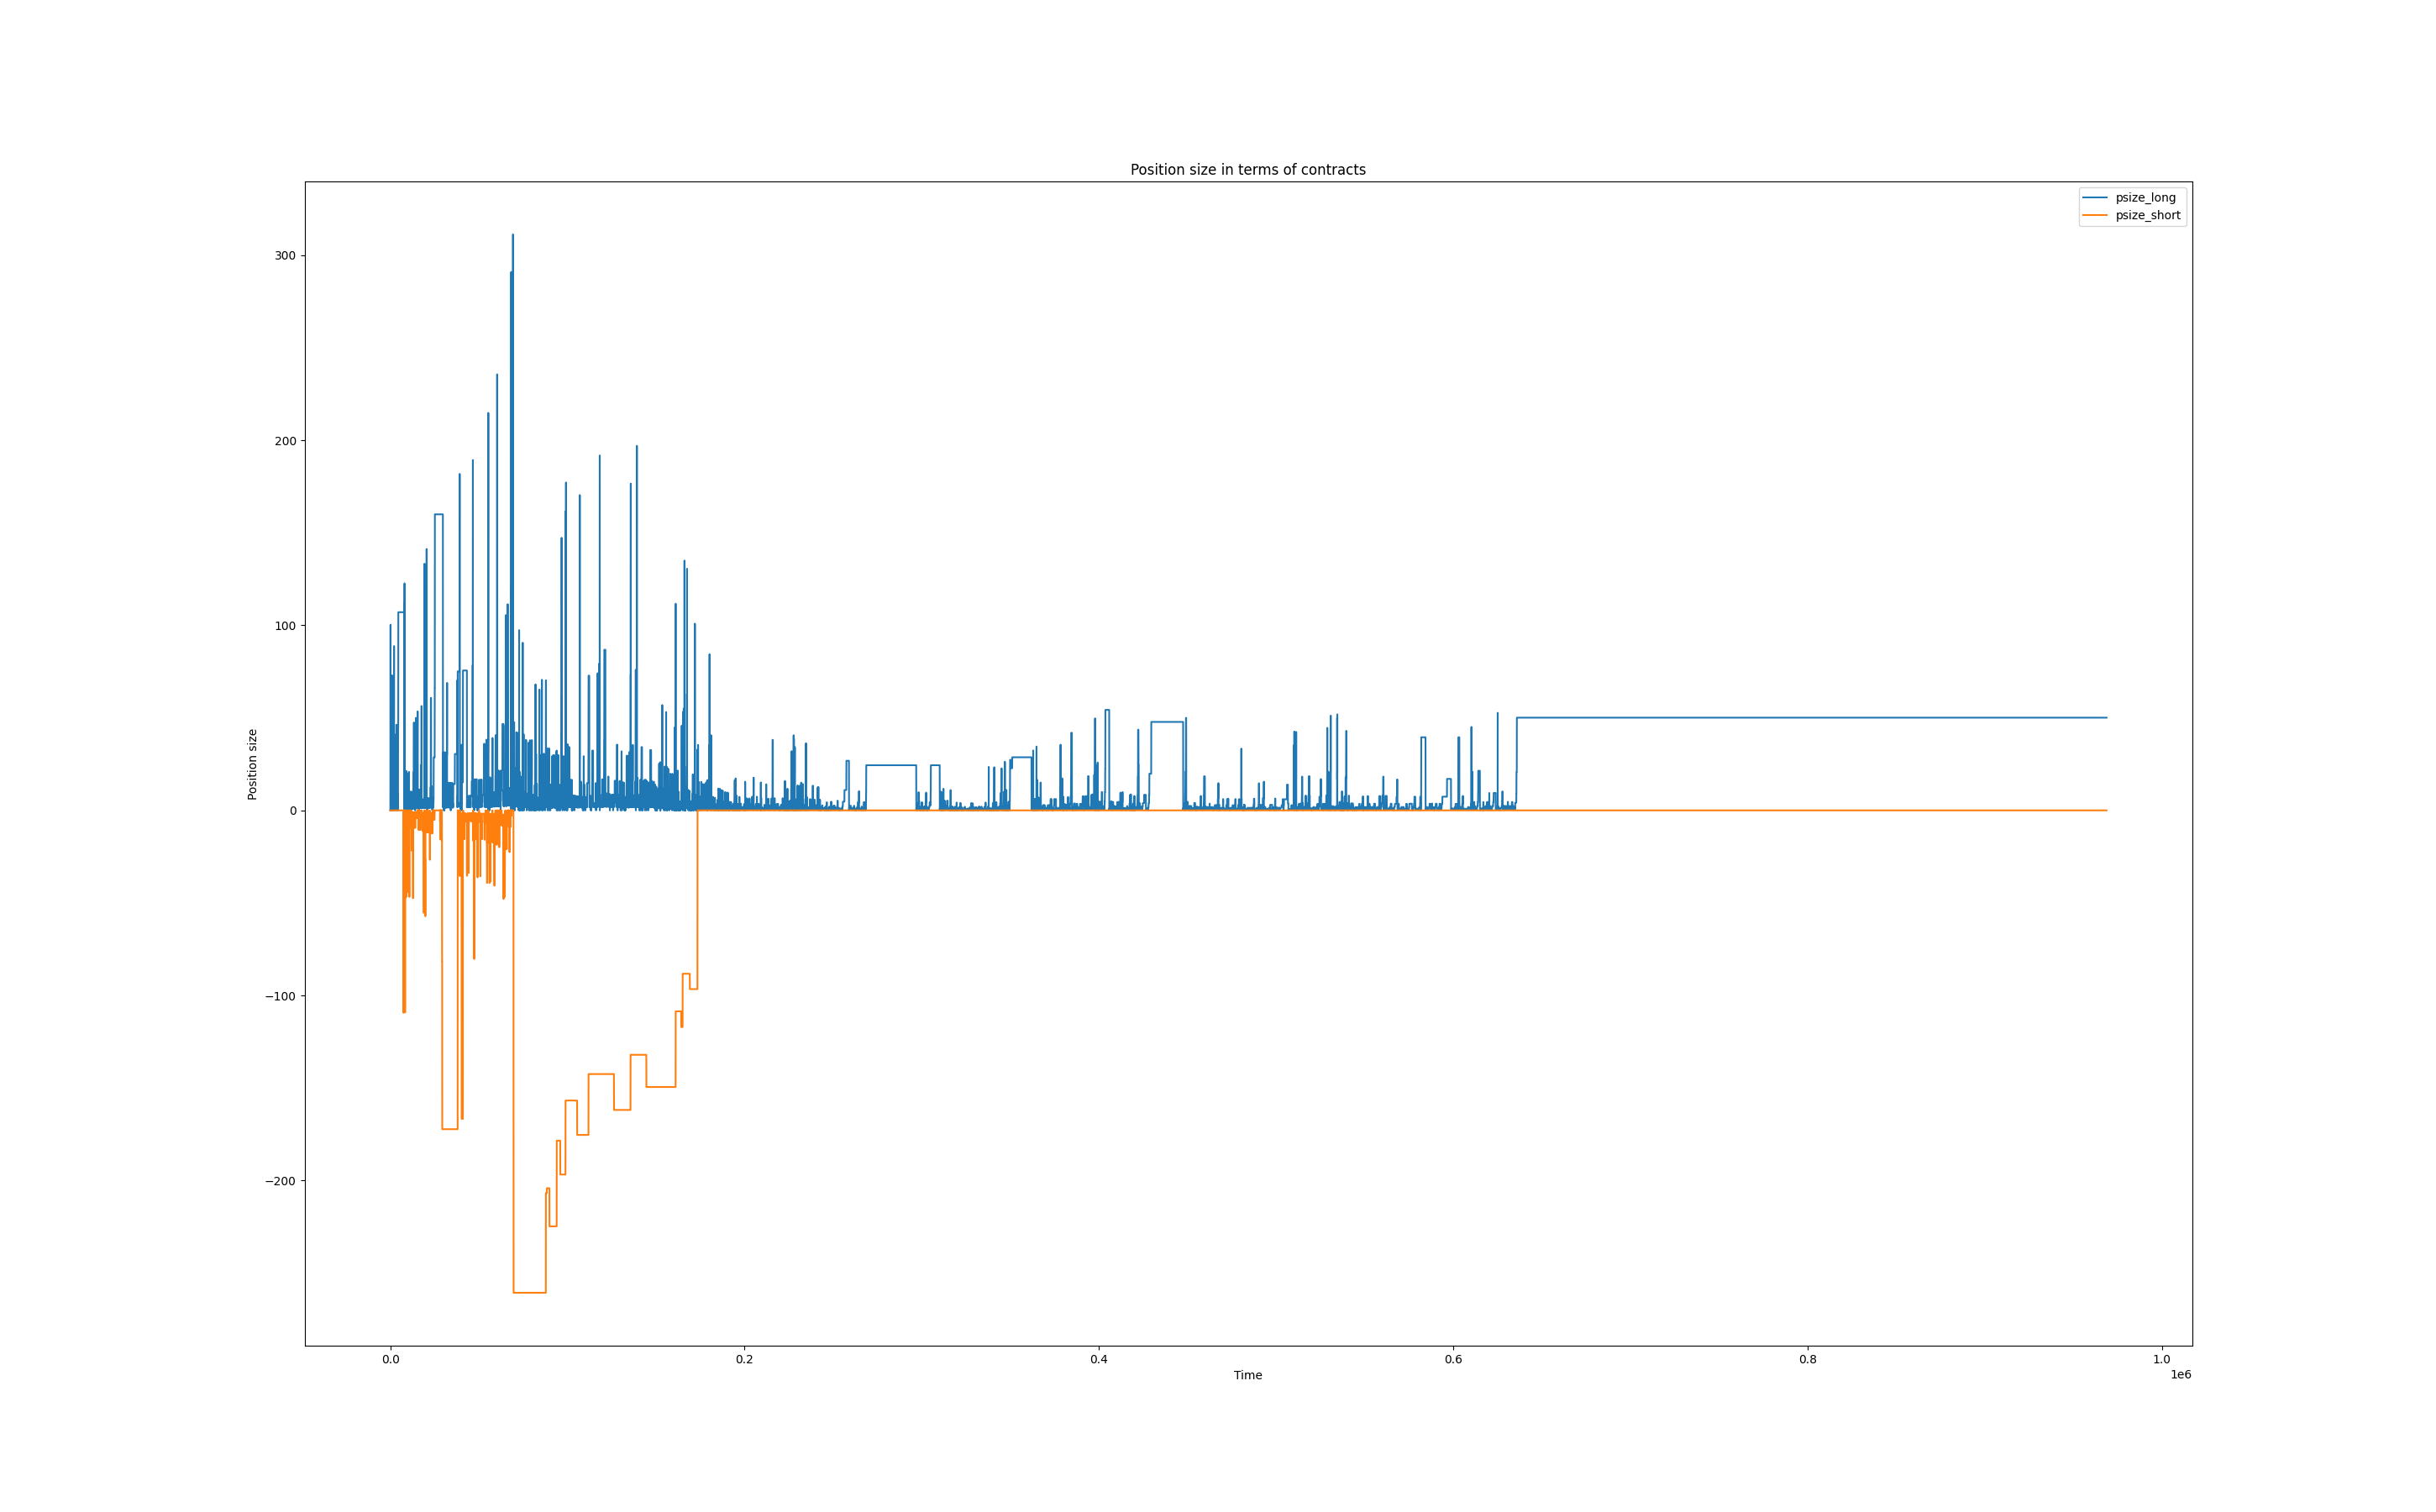 Position size in terms of contracts
psize_long
psize_short
300
200
100
0
−100
−200
Position size
0.0
0.2
0.4
0.6
0.8
1.0
1e6
Time